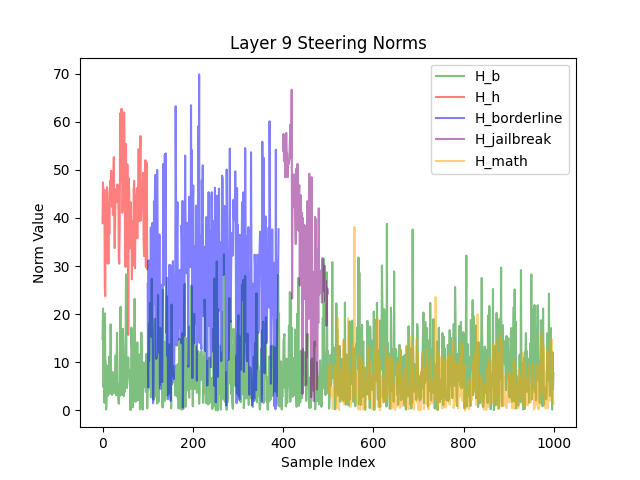 Layer 9 Steering Norms
Norm Value
70
60
50
40
30
20
10
0
0
200
400
600
800
1000
Sample Index
H_b
H_h
H_borderline
H_jailbreak
H_math